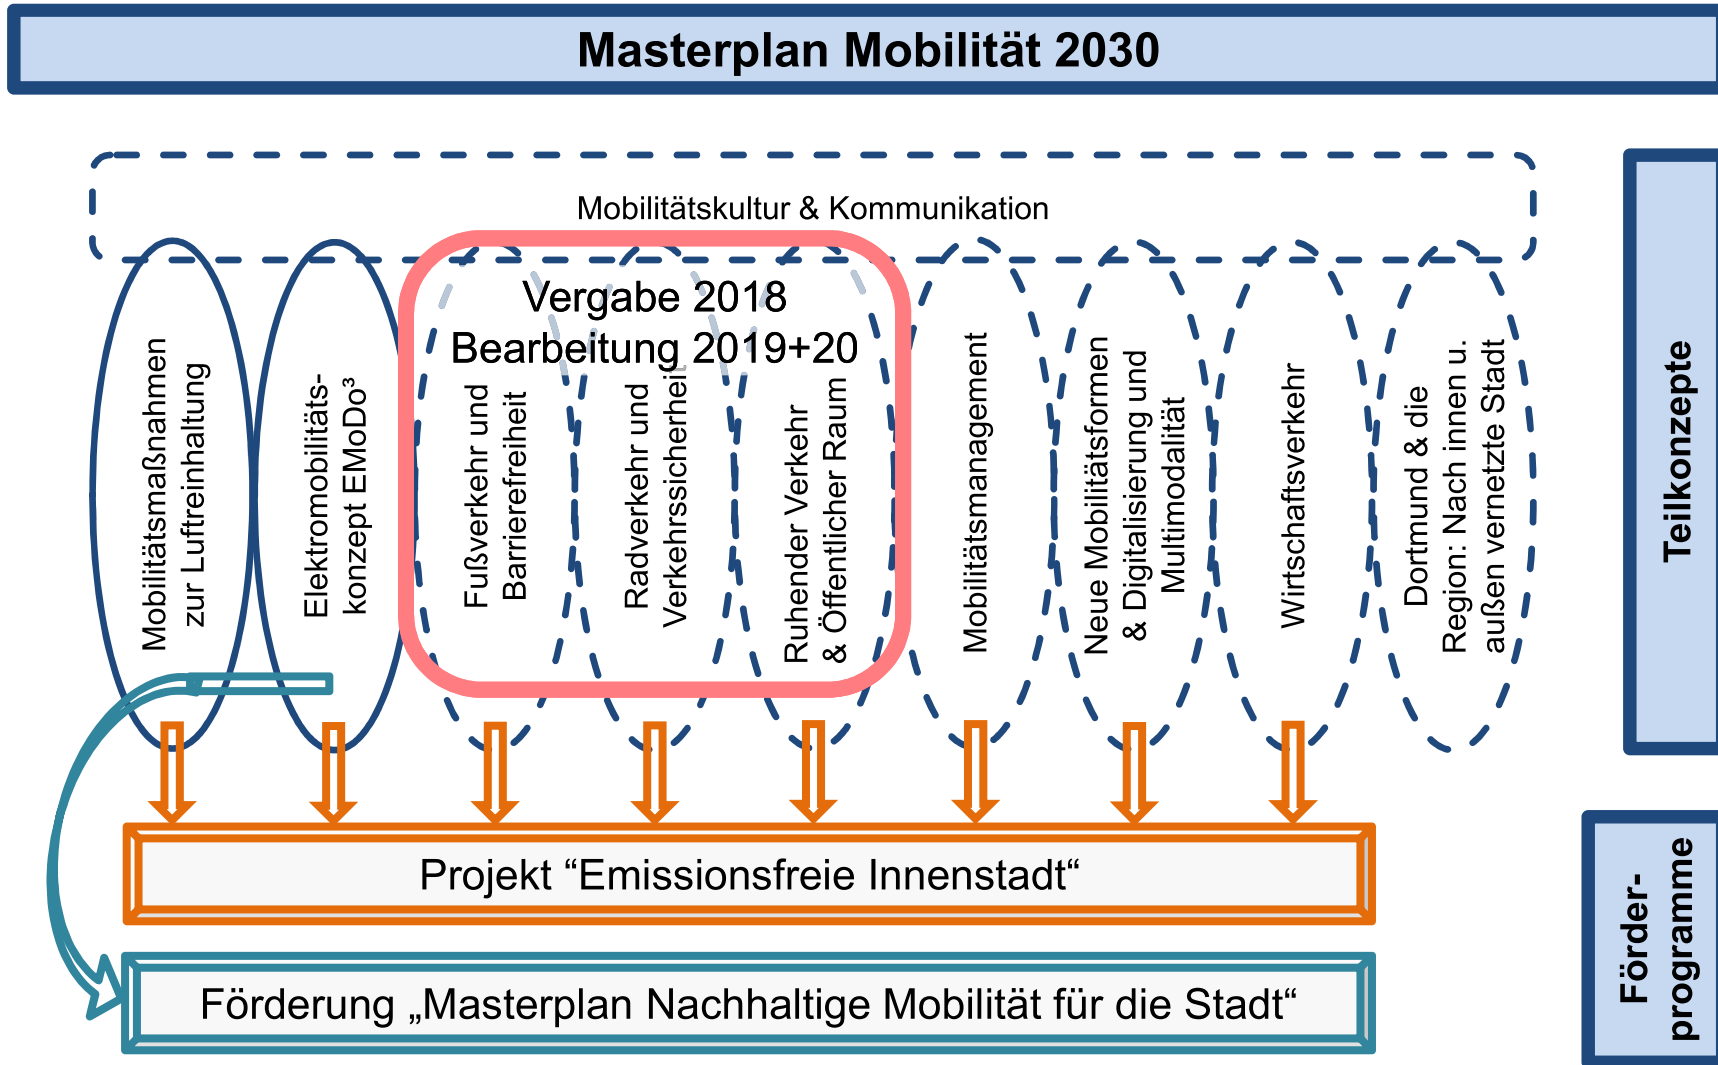 Masterplan Mobilität 2030
Mobilitätskultur & Kommunikation
Vergabe 2018
Bearbeitung 2019+20
Mobilitätsmaßnahmen
zur Luftreinhaltung
Elektromobilitäts-
konzept EMoDo³
Fußverkehr und
Barrierefreiheit
Radverkehr und
Verkehrssicherheit
Ruhender Verkehr
& Öffentlicher Raum
Mobilitätsmanagement
Neue Mobilitätsformen
& Digitalisierung und
Multimodalität
Wirtschaftsverkehr
Dortmund & die
Region: Nach innen u.
außen vernetzte Stadt
Teilkonzepte
Projekt “Emissionsfreie Innenstadt“
Förderung „Masterplan Nachhaltige Mobilität für die Stadt“
Förder-
programme